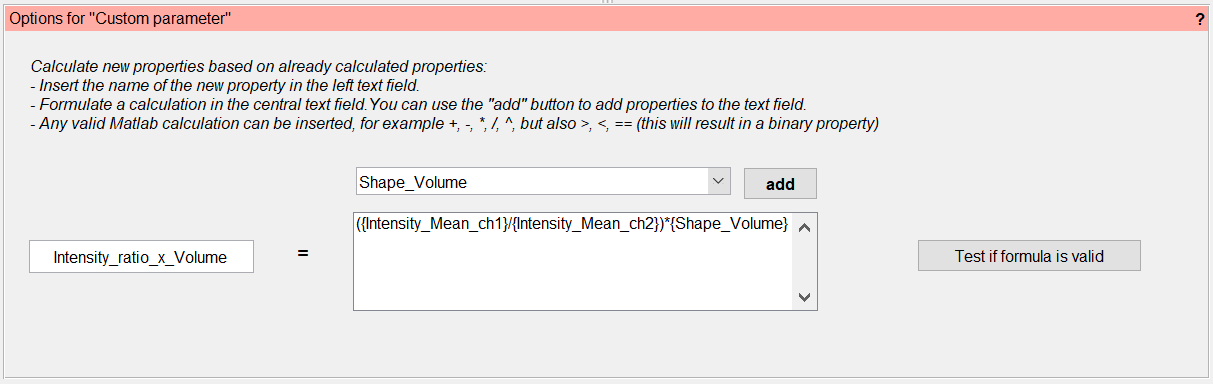 Options for "Custom parameter"
?
Calculate new properties based on already calculated properties:
- Insert the name of the new property in the left text field.
- Formulate a calculation in the central text field.You can use the "add" button to add properties to the text field.
- Any valid Matlab calculation can be inserted, for example +, -, *, /, ^, but also >, <, == (this will result in a binary property)
Shape_Volume
add
({Intensity_Mean_ch1}/{Intensity_Mean_ch2})*{Shape_Volume}
Intensity_ratio_x_Volume
=
Test if formula is valid